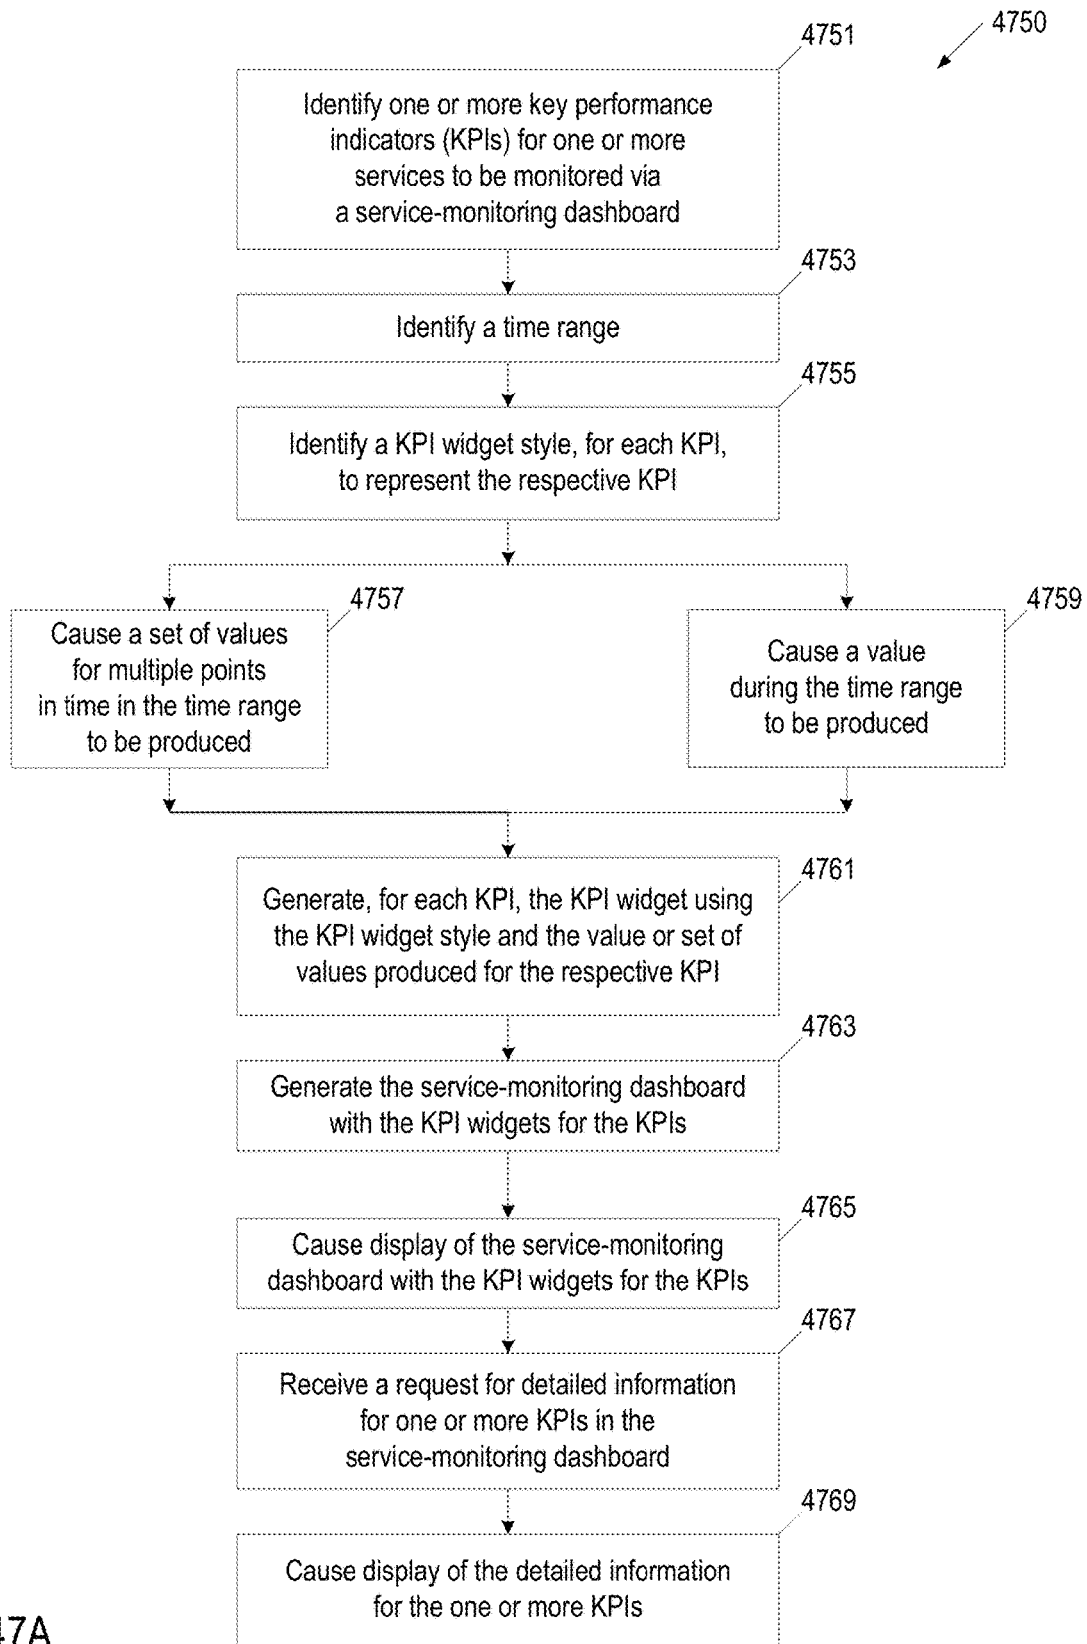 4750
4751
Identify one or more key performance
indicators (KPIs) for one or more
services to be monitored via
a service-monitoring dashboard
4753
Identify a time range
4755
Identify a KPI widget style, for each KPI,
to represent the respective KPI
4757
Cause a set of values
for multiple points
in time in the time range
to be produced
4759
Cause a value
during the time range
to be produced
4761
Generate, for each KPI, the KPI widget using
the KPI widget style and the value or set of
values produced for the respective KPI
4763
Generate the service-monitoring dashboard
with the KPI widgets for the KPIs
4765
Cause display of the service-monitoring
dashboard with the KPI widgets for the KPIs
4767
Receive a request for detailed information
for one or more KPIs in the
service-monitoring dashboard
4769
Cause display of the detailed information
for the one or more KPIs
47A